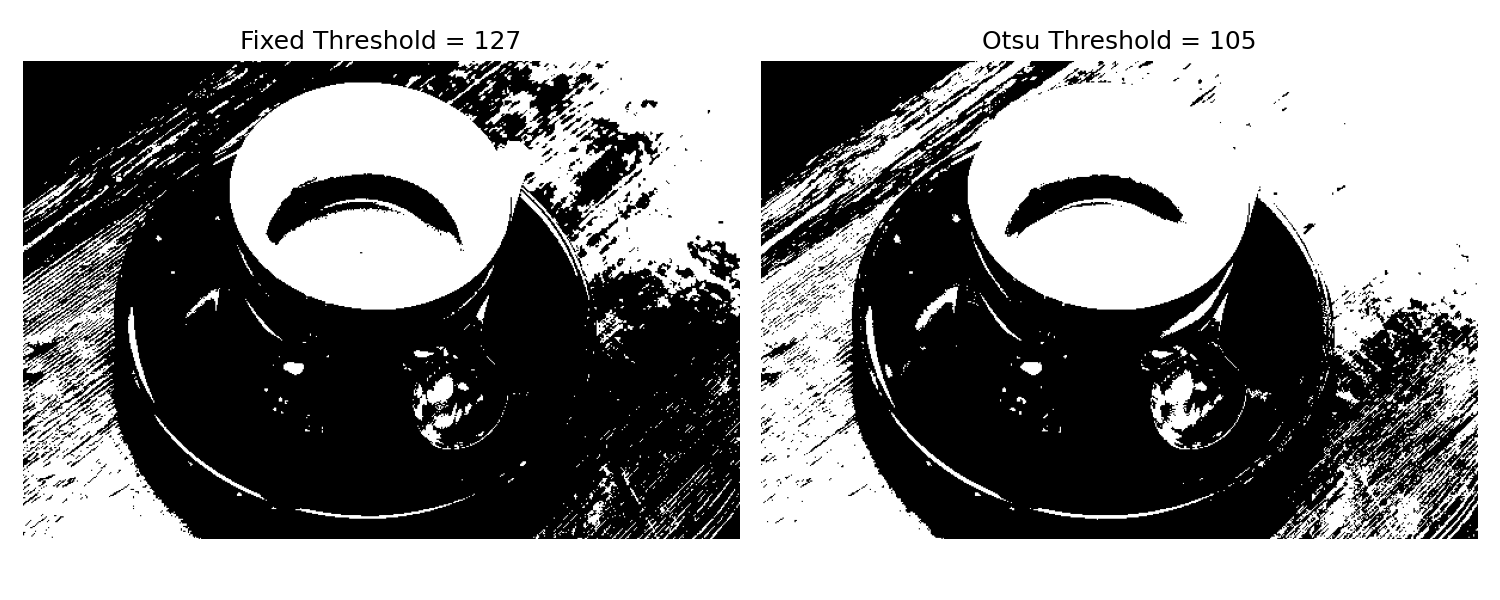 Fixed Threshold = 127
Otsu Threshold = 105